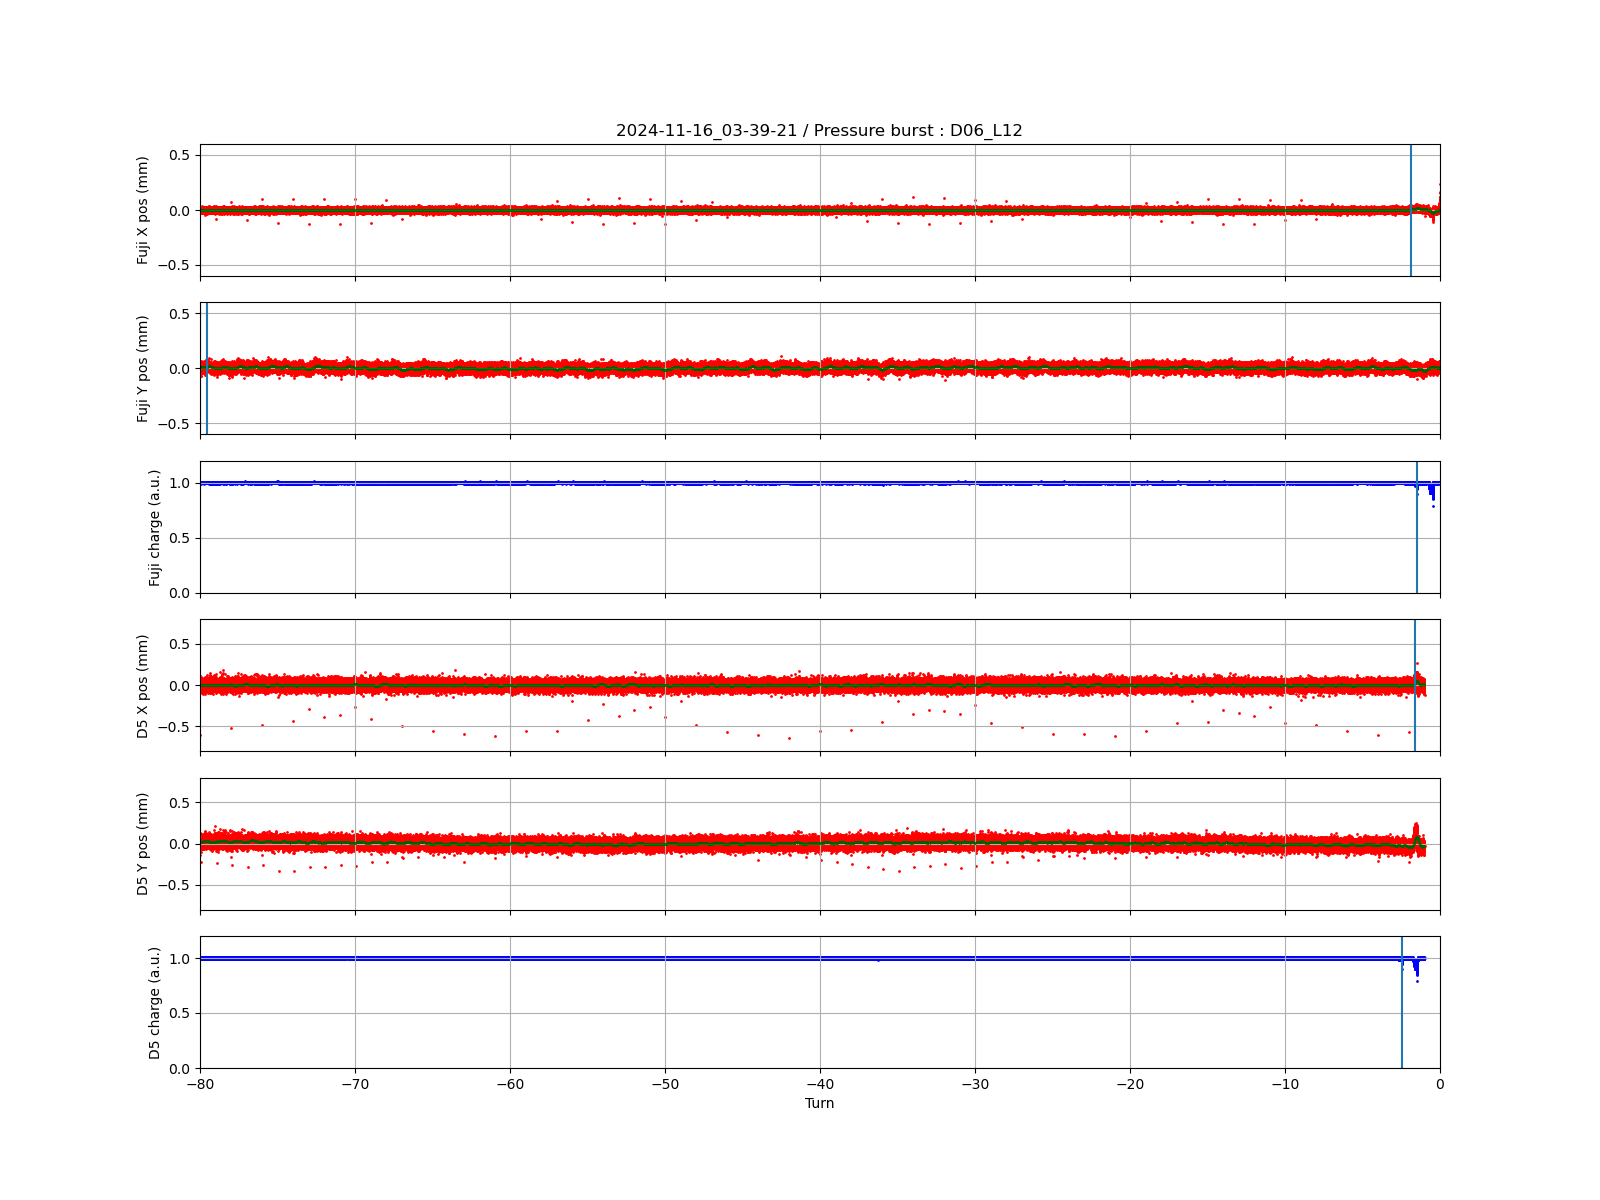 2024-11-16_03-39-21 / Pressure burst : D06_L12
Fuji X pos (mm)
0.5
0.0
−0.5
Fuji Y pos (mm)
0.5
0.0
−0.5
Fuji charge (a.u.)
1.0
0.5
0.0
D5 X pos (mm)
0.5
0.0
−0.5
D5 Y pos (mm)
0.5
0.0
−0.5
D5 charge (a.u.)
1.0
0.5
0.0
−80 −70 −60 −50 −40 −30 −20 −10 0
Turn